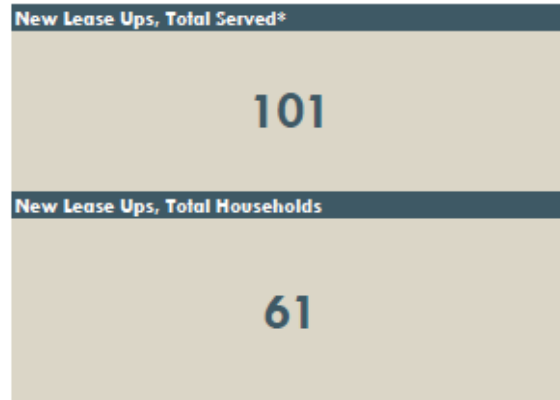 New Lease Ups, Total Served*
101
New Lease Ups, Total Households
61